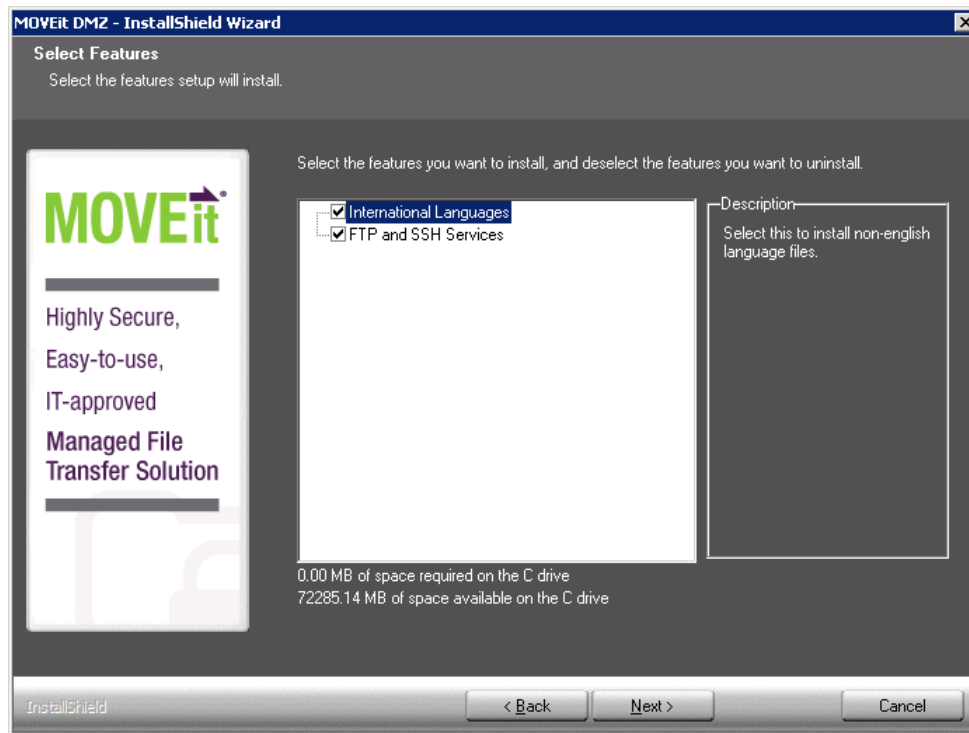 MOVEit DMZ - InstallShield Wizard
Select Features
Select the features setup will install.
Select the features you want to install, and deselect the features you want to uninstall.
MOVEit®
Highly Secure,
Easy-to-use,
IT-approved
Managed File
Transfer Solution
International Languages
FTP and SSH Services
Description
Select this to install non-english
language files.
0.00 MB of space required on the C drive
72285.14 MB of space available on the C drive
InstallShield
< Back
Next >
Cancel